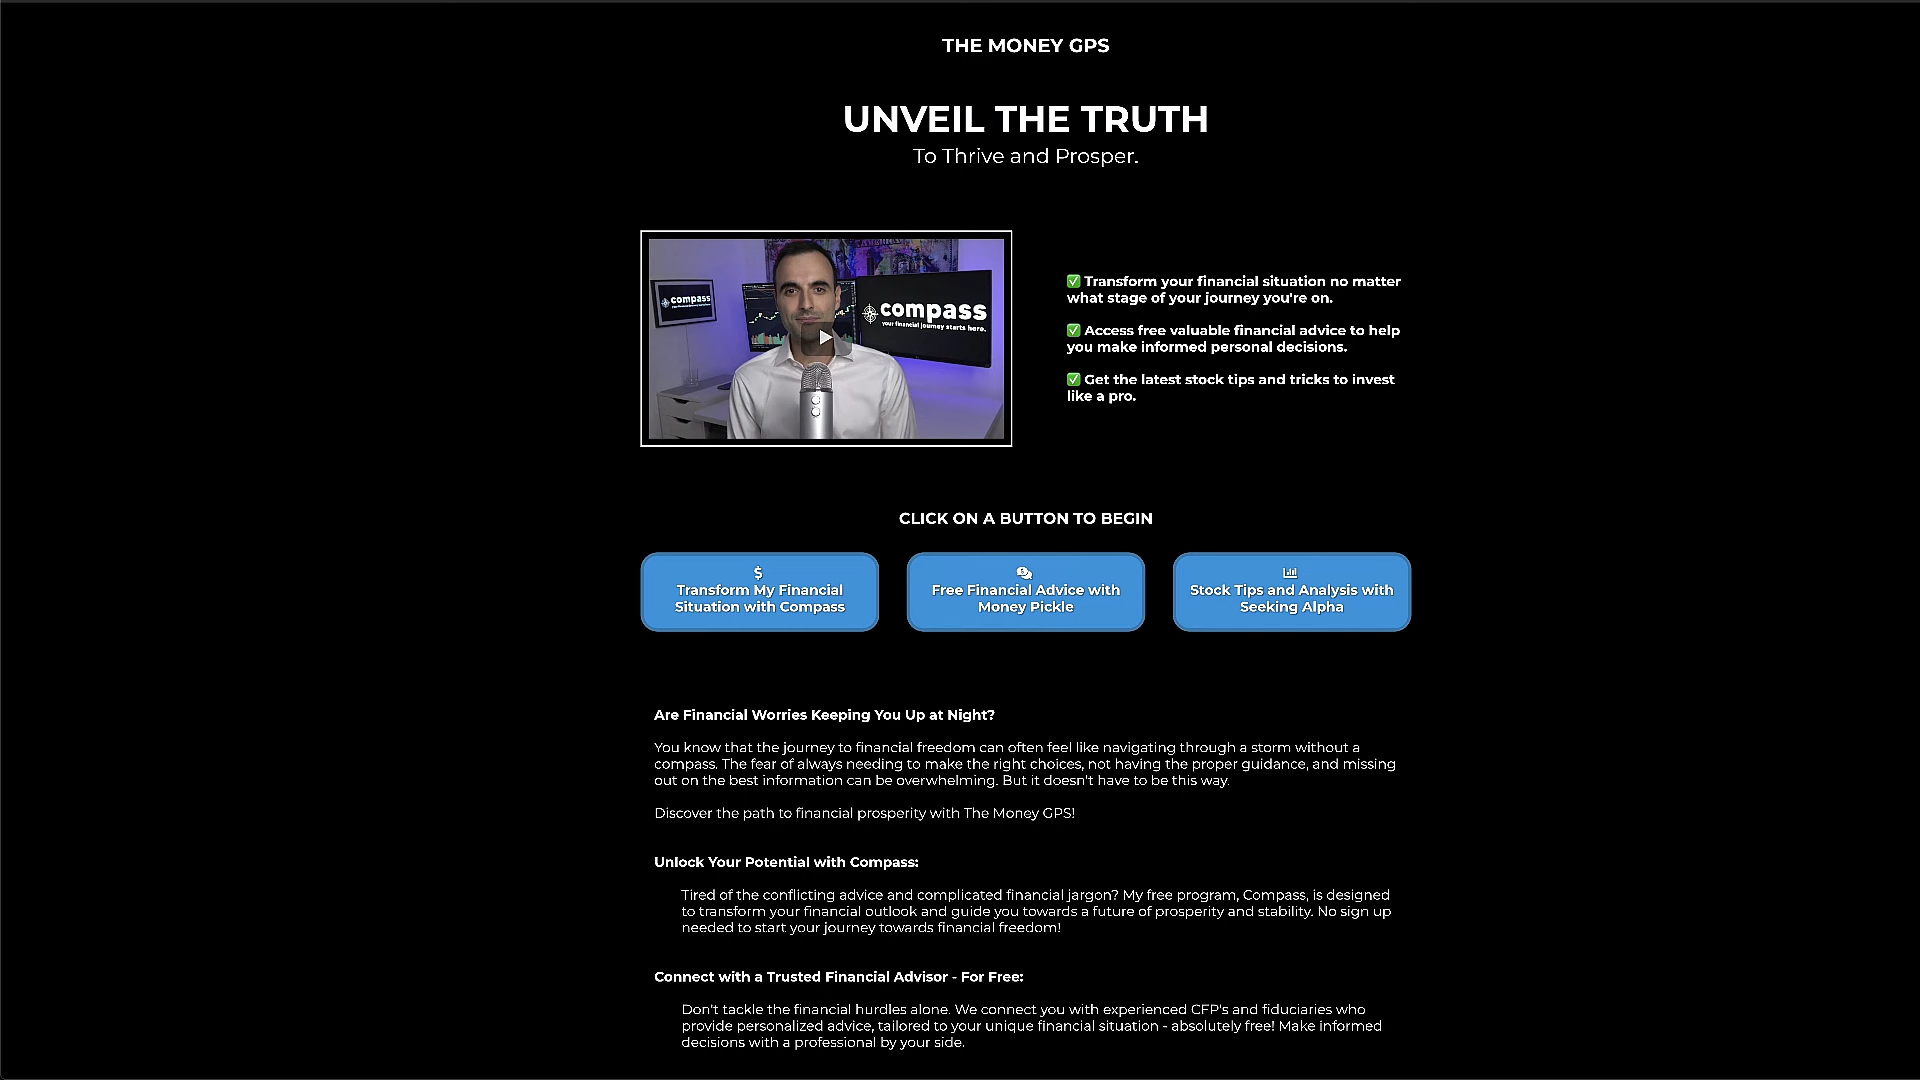 THE MONEY GPS
UNVEIL THE TRUTH
To Thrive and Prosper.
compass
compass
your financial journey starts here.
✅ Transform your financial situation no matter
what stage of your journey you're on.
✅ Access free valuable financial advice to help
you make informed personal decisions.
✅ Get the latest stock tips and tricks to invest
like a pro.
CLICK ON A BUTTON TO BEGIN
Transform My Financial
Situation with Compass
Free Financial Advice with
Money Pickle
Stock Tips and Analysis with
Seeking Alpha
Are Financial Worries Keeping You Up at Night?
You know that the journey to financial freedom can often feel like navigating through a storm without a
compass. The fear of always needing to make the right choices, not having the proper guidance, and missing
out on the best information can be overwhelming. But it doesn't have to be this way.
Discover the path to financial prosperity with The Money GPS!
Unlock Your Potential with Compass:
Tired of the conflicting advice and complicated financial jargon? My free program, Compass, is designed
to transform your financial outlook and guide you towards a future of prosperity and stability. No sign up
needed to start your journey towards financial freedom!
Connect with a Trusted Financial Advisor - For Free:
Don't tackle the financial hurdles alone. We connect you with experienced CFP's and fiduciaries who
provide personalized advice, tailored to your unique financial situation - absolutely free! Make informed
decisions with a professional by your side.